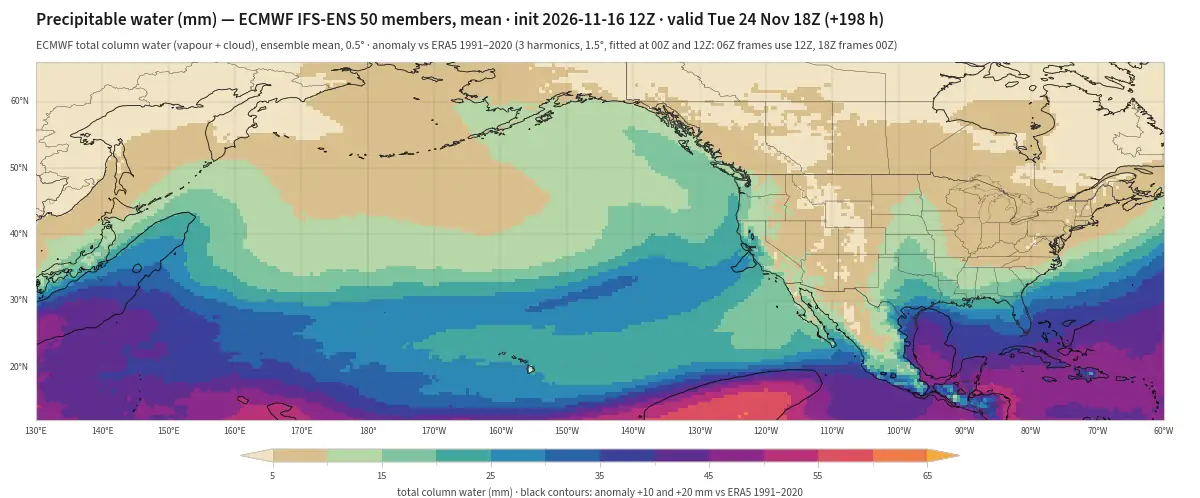 Precipitable water (mm) — ECMWF IFS-ENS 50 members, mean · init 2026-11-16 12Z · valid Tue 24 Nov 18Z (+198 h)
ECMWF total column water (vapour + cloud), ensemble mean, 0.5° · anomaly vs ERA5 1991–2020 (3 harmonics, 1.5°, fitted at 00Z and 12Z: 06Z frames use 12Z, 18Z frames 00Z)
60°N
50°N
40°N
30°N
20°N
130°E 140°E 150°E 160°E 170°E 180° 170°W 160°W 150°W 140°W 130°W 120°W 110°W 100°W 90°W 80°W 70°W 60°W
5 15 25 35 45 55 65
total column water (mm) · black contours: anomaly +10 and +20 mm vs ERA5 1991–2020